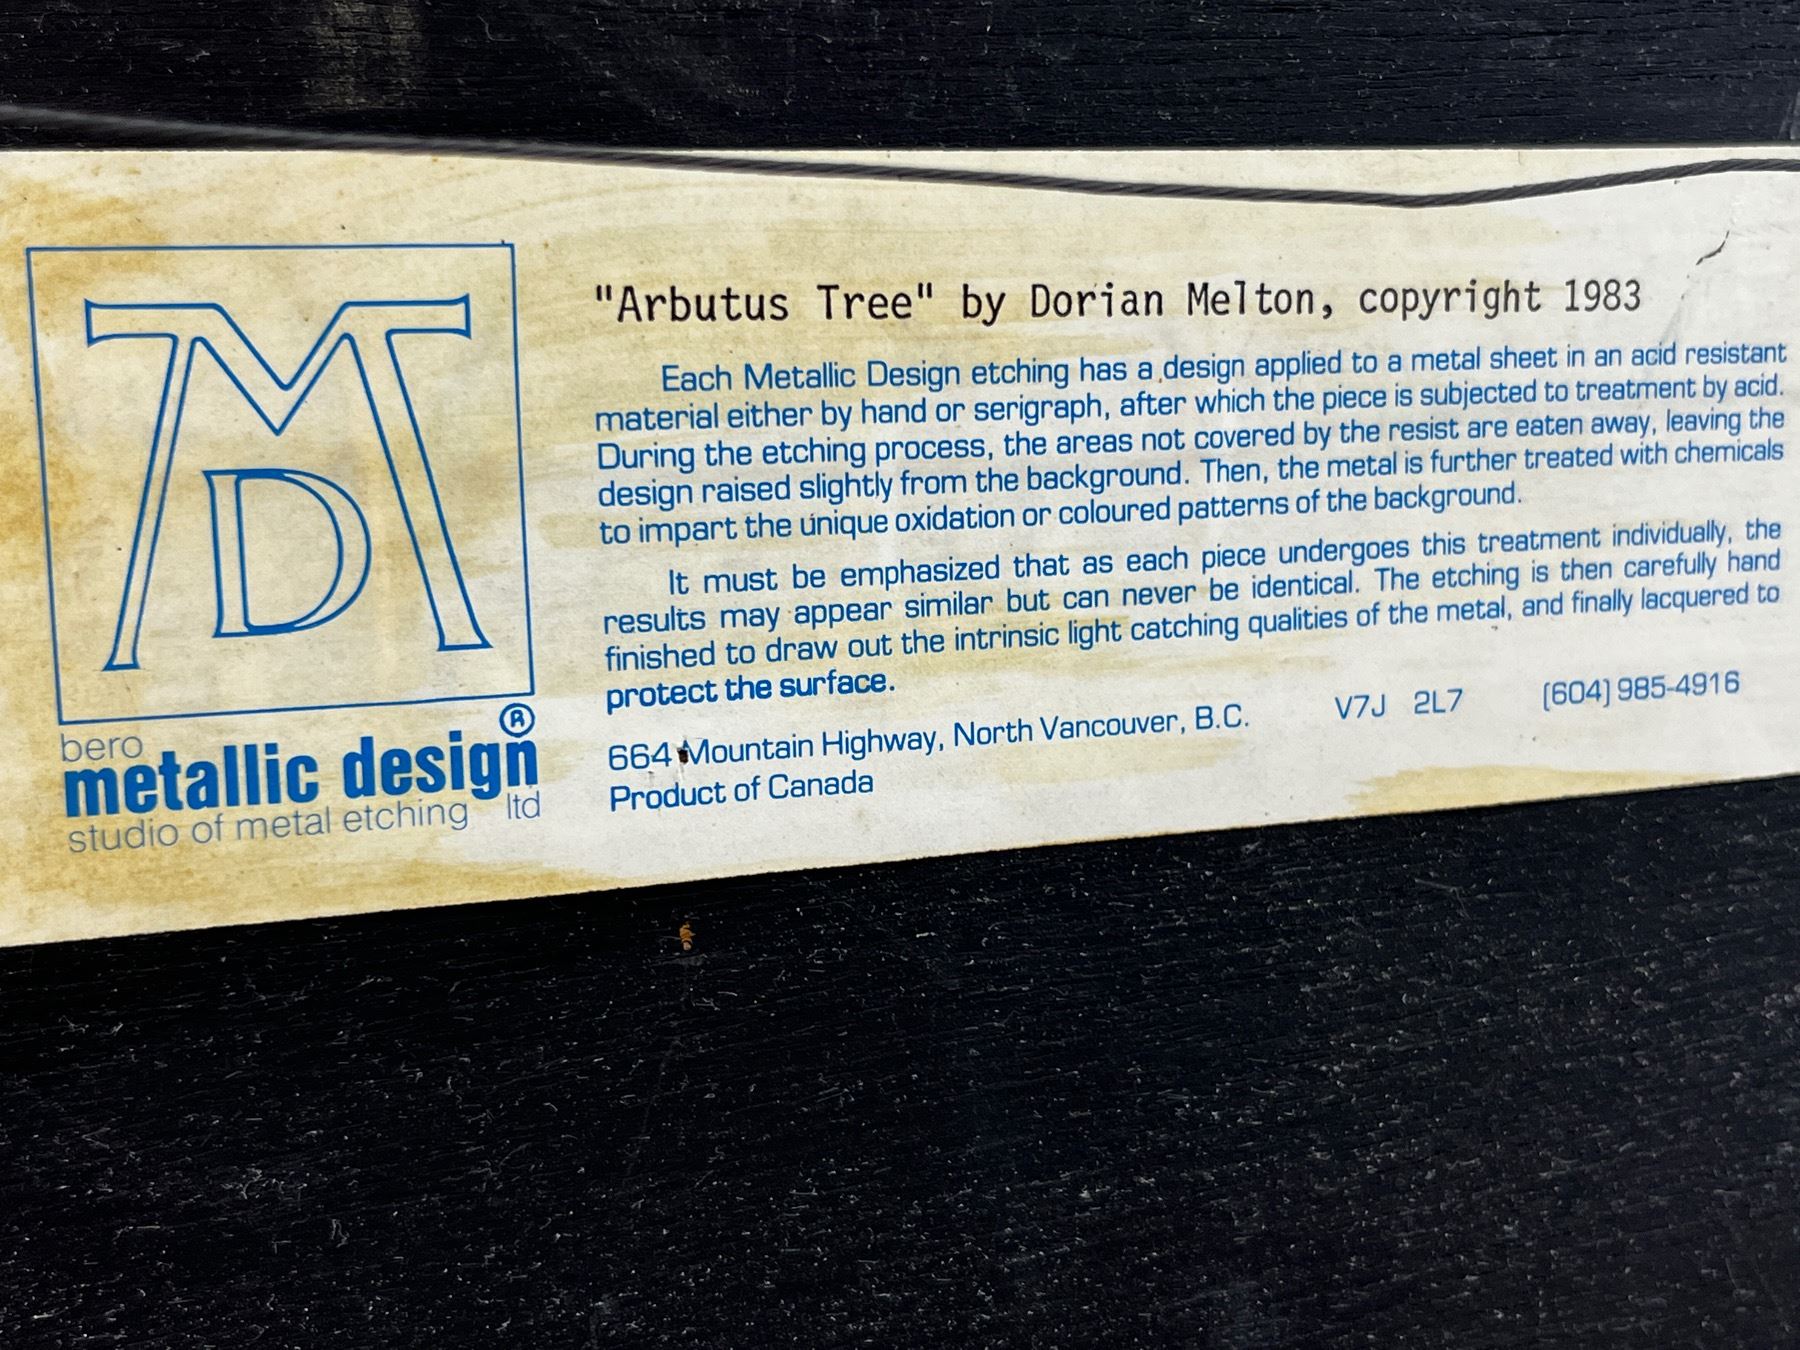 MD
bero
metallic design ®
studio of metal etching ltd
"Arbutus Tree" by Dorian Melton, copyright 1983
Each Metallic Design etching has a design applied to a metal sheet in an acid resistant
material either by hand or serigraph, after which the piece is subjected to treatment by acid.
During the etching process, the areas not covered by the resist are eaten away, leaving the
design raised slightly from the background. Then, the metal is further treated with chemicals
to impart the unique oxidation or coloured patterns of the background.
It must be emphasized that as each piece undergoes this treatment individually, the
results may appear similar but can never be identical. The etching is then carefully hand
finished to draw out the intrinsic light catching qualities of the metal, and finally lacquered to
protect the surface.
664 Mountain Highway, North Vancouver, B.C. V7J 2L7 (604) 985-4916
Product of Canada